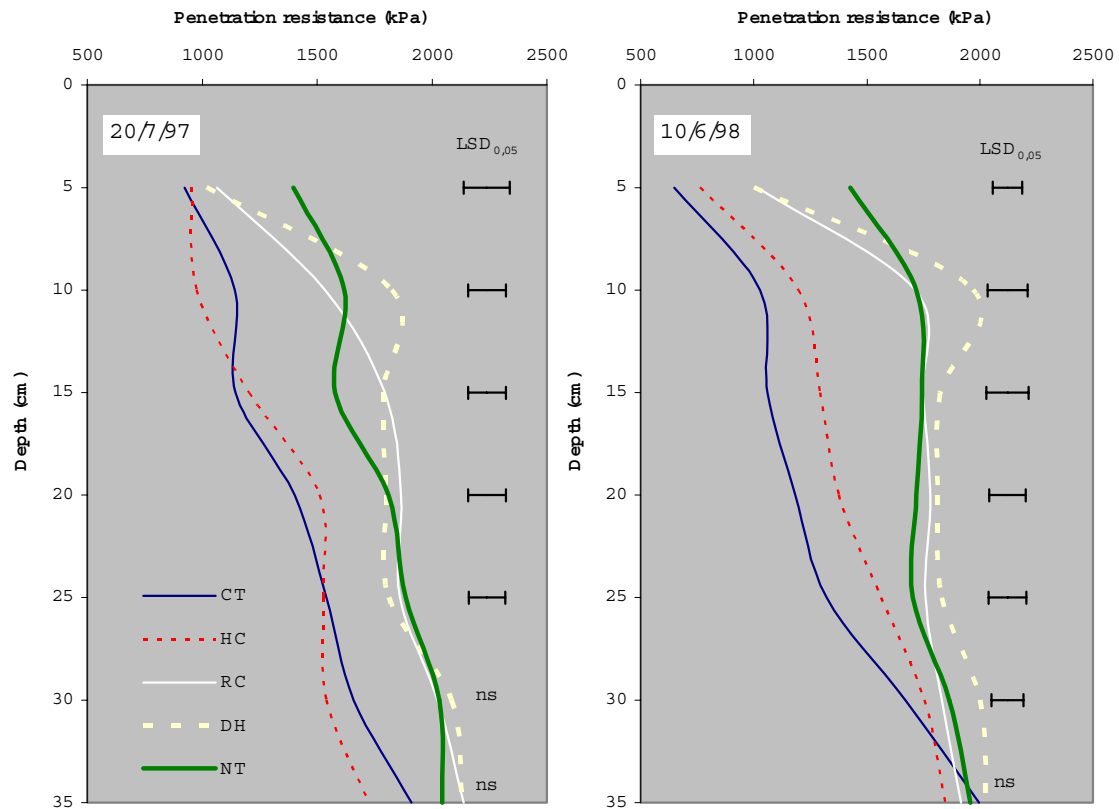 Penetration resistance (kPa)
500 1000 1500 2000 2500
0
5
10
15
20
25
30
35
Depth (cm)
20/7/97
LSD0,05
CT
HC
RC
DH
NT
ns
ns
Penetration resistance (kPa)
500 1000 1500 2000 2500
0
5
10
15
20
25
30
35
Depth (cm)
10/6/98
LSD0,05
ns